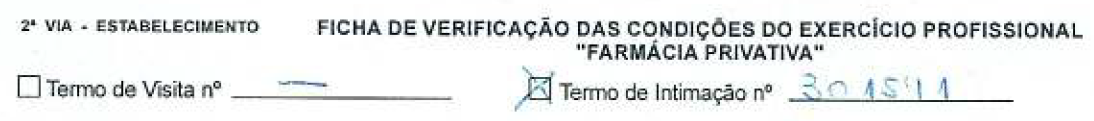 2ª VIA - ESTABELECIMENTO FICHA DE VERIFICAÇÃO DAS CONDIÇÕES DO EXERCÍCIO PROFISSIONAL
"FARMÁCIA PRIVATIVA"
Termo de Visita nº — Termo de Intimação nº 301511